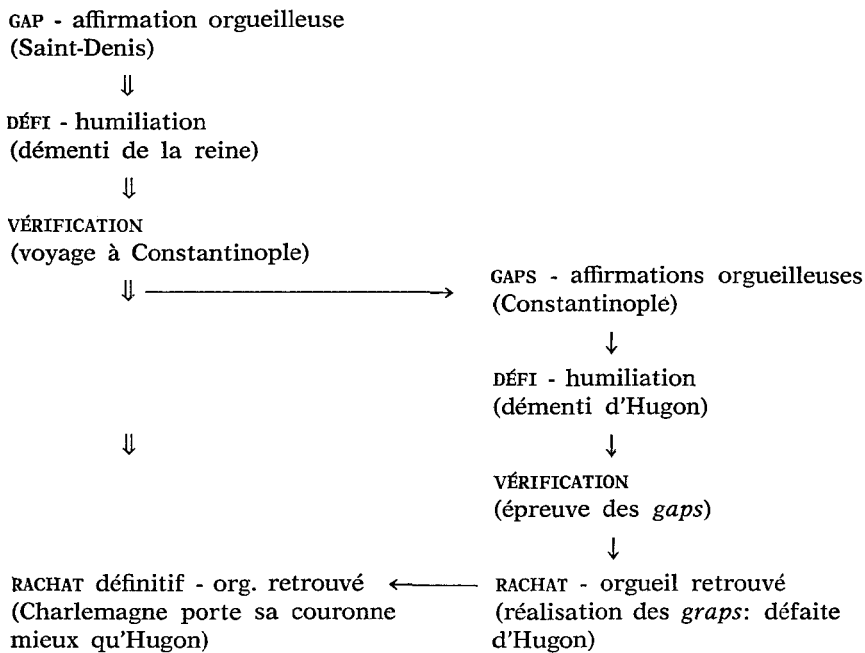 GAP - affirmation orgueilleuse
(Saint-Denis)
⇓
DÉFI - humiliation
(démenti de la reine)
⇓
VÉRIFICATION
(voyage à Constantinople)
⇓ ⟶
GAPS - affirmations orgueilleuses
(Constantinople)
↓
DÉFI - humiliation
(démenti d'Hugon)
⇓ ↓
VÉRIFICATION
(épreuve des gaps)
↓
RACHAT définitif - org. retrouvé ⟵ RACHAT - orgueil retrouvé
(Charlemagne porte sa couronne (réalisation des graps: défaite
mieux qu'Hugon) d'Hugon)